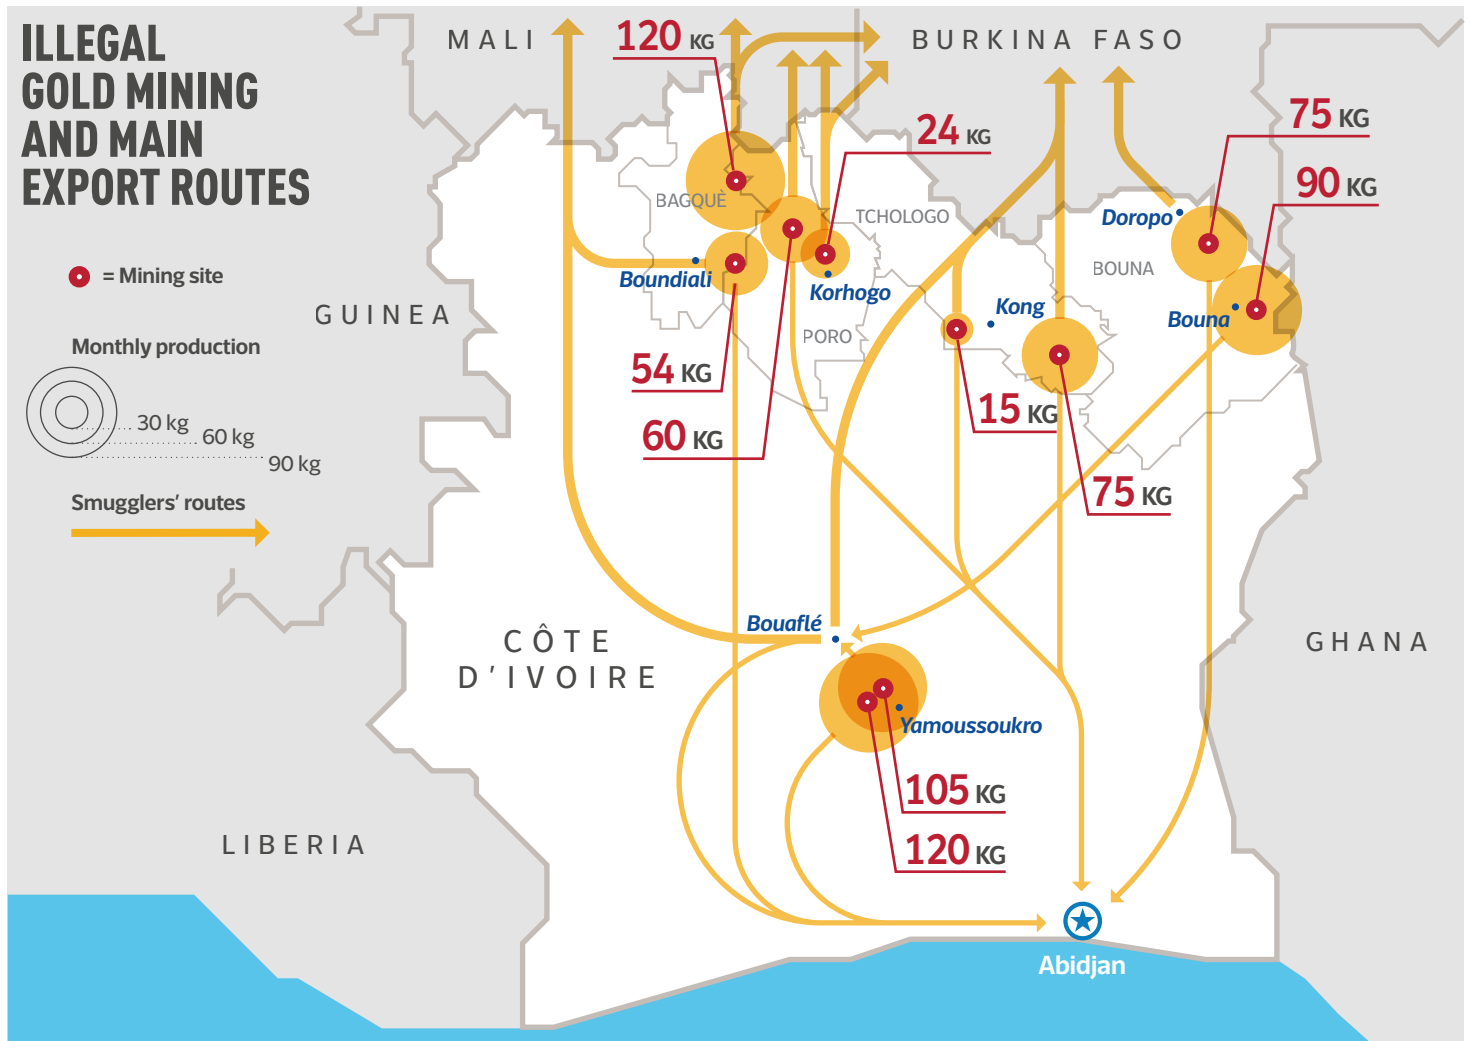 ILLEGAL
GOLD MINING
AND MAIN
EXPORT ROUTES
= Mining site
Monthly production
30 kg
60 kg
90 kg
Smugglers' routes
MALI
BURKINA FASO
GUINEA
LIBERIA
GHANA
CÔTE
D'IVOIRE
120 KG
24 KG
75 KG
90 KG
BAGQUÈ
TCHOLOGO
Doropo
BOUNA
Boundiali
Korhogo
Kong
Bouna
PORO
54 KG
60 KG
15 KG
75 KG
Bouaflé
Yamoussoukro
105 KG
120 KG
Abidjan